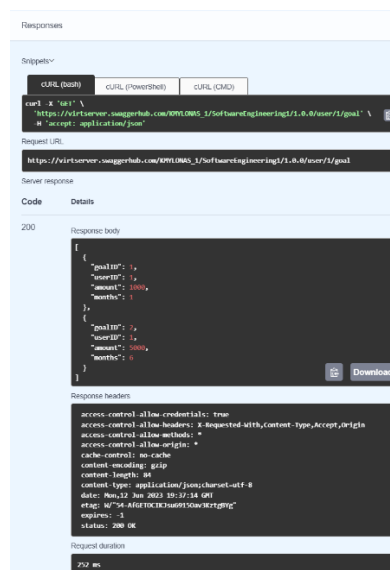 Responses
Snippets
cURL (bash) cURL (PowerShell) cURL (CMD)
curl -X 'GET' \
'https://virtserver.swaggerhub.com/KMYLONAS_1/SoftwareEngineering1/1.0.0/user/1/goal' \
-H 'accept: application/json'
Request URL
https://virtserver.swaggerhub.com/KMYLONAS_1/SoftwareEngineering1/1.0.0/user/1/goal
Server response
Code Details
200
Response body
[
{
"goalID": 1,
"userID": 1,
"amount": 1000,
"months": 1
},
{
"goalID": 2,
"userID": 1,
"amount": 5000,
"months": 6
}
]
Download
Response headers
access-control-allow-credentials: true
access-control-allow-headers: X-Requested-With,Content-Type,Accept,Origin
access-control-allow-methods: *
access-control-allow-origin: *
cache-control: no-cache
content-encoding: gzip
content-length: 84
content-type: application/json;charset=utf-8
date: Mon,12 Jun 2023 19:37:14 GMT
etag:
expires: -1
status: 200 OK
Request duration
252 ms